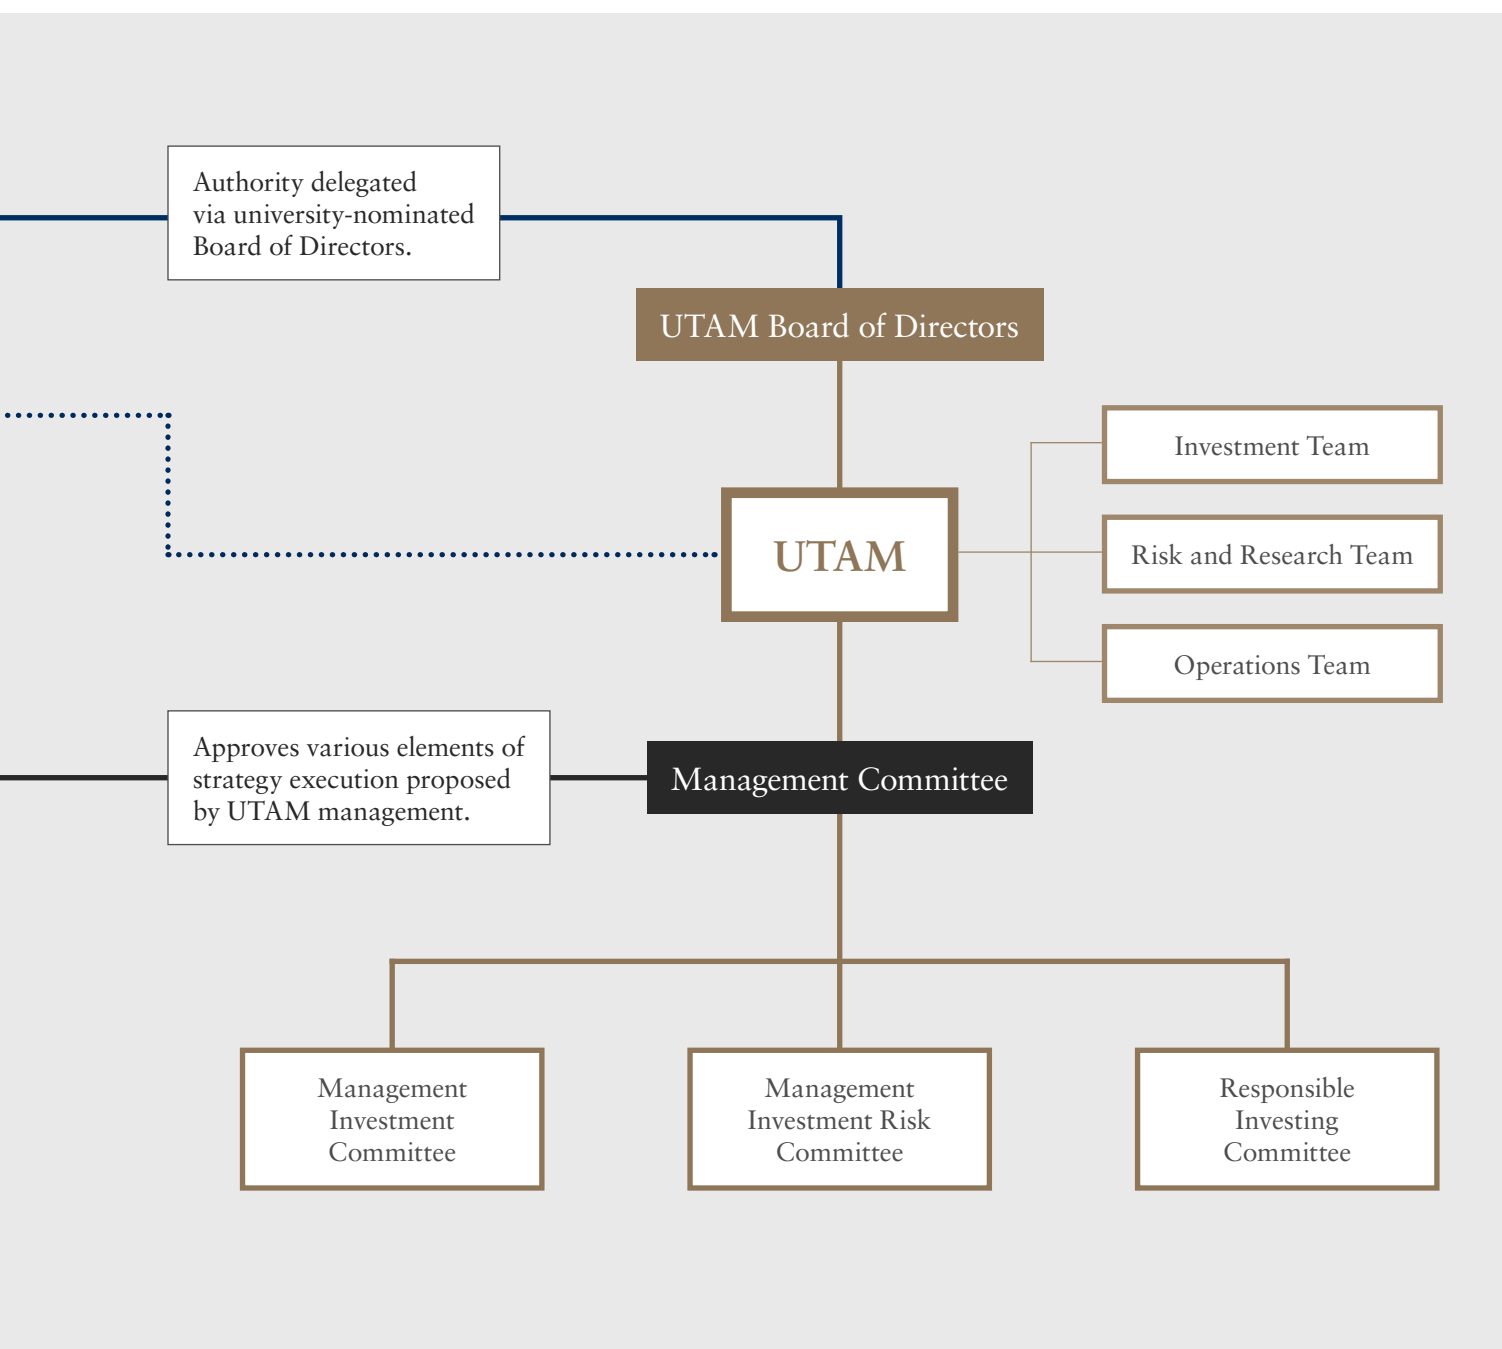 Authority delegated
via university-nominated
Board of Directors.
UTAM Board of Directors
Investment Team
UTAM
Risk and Research Team
Operations Team
Approves various elements of
strategy execution proposed
by UTAM management.
Management Committee
Management
Investment
Committee
Management
Investment Risk
Committee
Responsible
Investing
Committee